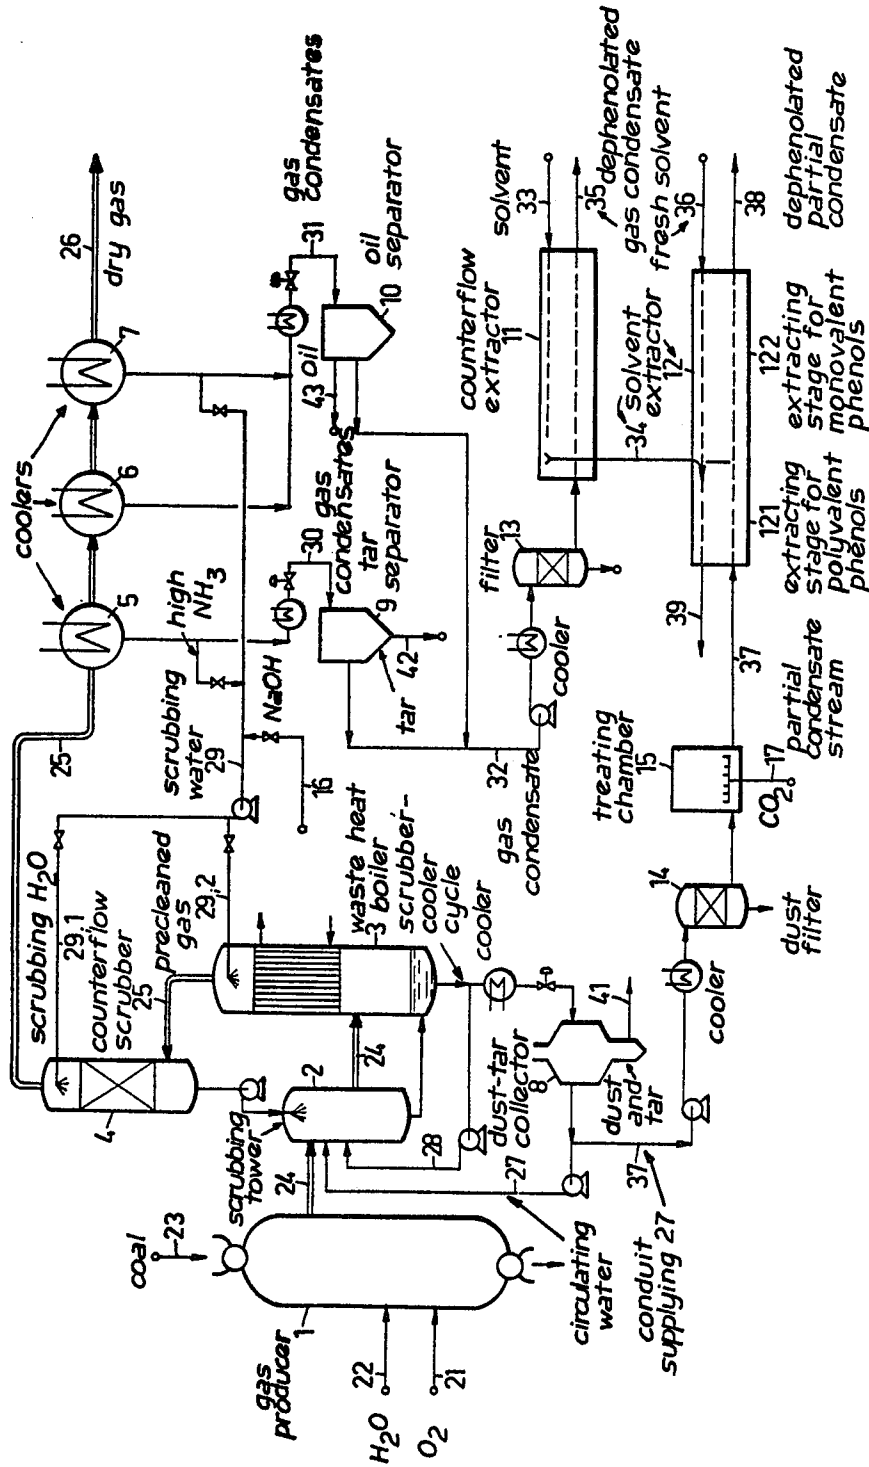 coal
23
gas
producer
1
H2O
22
O2
21
scrubbing H2O
29.1
counterflow
scrubber
4
25
precleaned
gas
29.2
scrubbing
tower
24
2
24
waste heat
3 boiler
scrubber-
cooler
cycle
cooler
28
27
circulating
water
dust-tar
collector
8
41
dust
and
tar
37
conduit
supplying 27
25
coolers
5
6
7
26
dry gas
high
NH3
scrubbing
water
29
NaOH
16
30
gas
condensates
tar
separator
9
42
tar
31
gas
condensates
oil
separator
10
oil
43
32
gas
condensate
cooler
filter
13
counterflow
extractor
11
solvent
33
35
dephenolated
gas condensate
fresh solvent
36
34
solvent
extractor
12
38
dephenolated
partial
condensate
122
extracting
stage for
monovalent
phenols
121
extracting
stage for
polyvalent
phenols
39
37
partial
condensate
stream
treating
chamber
15
17
CO2
14
dust
filter
cooler